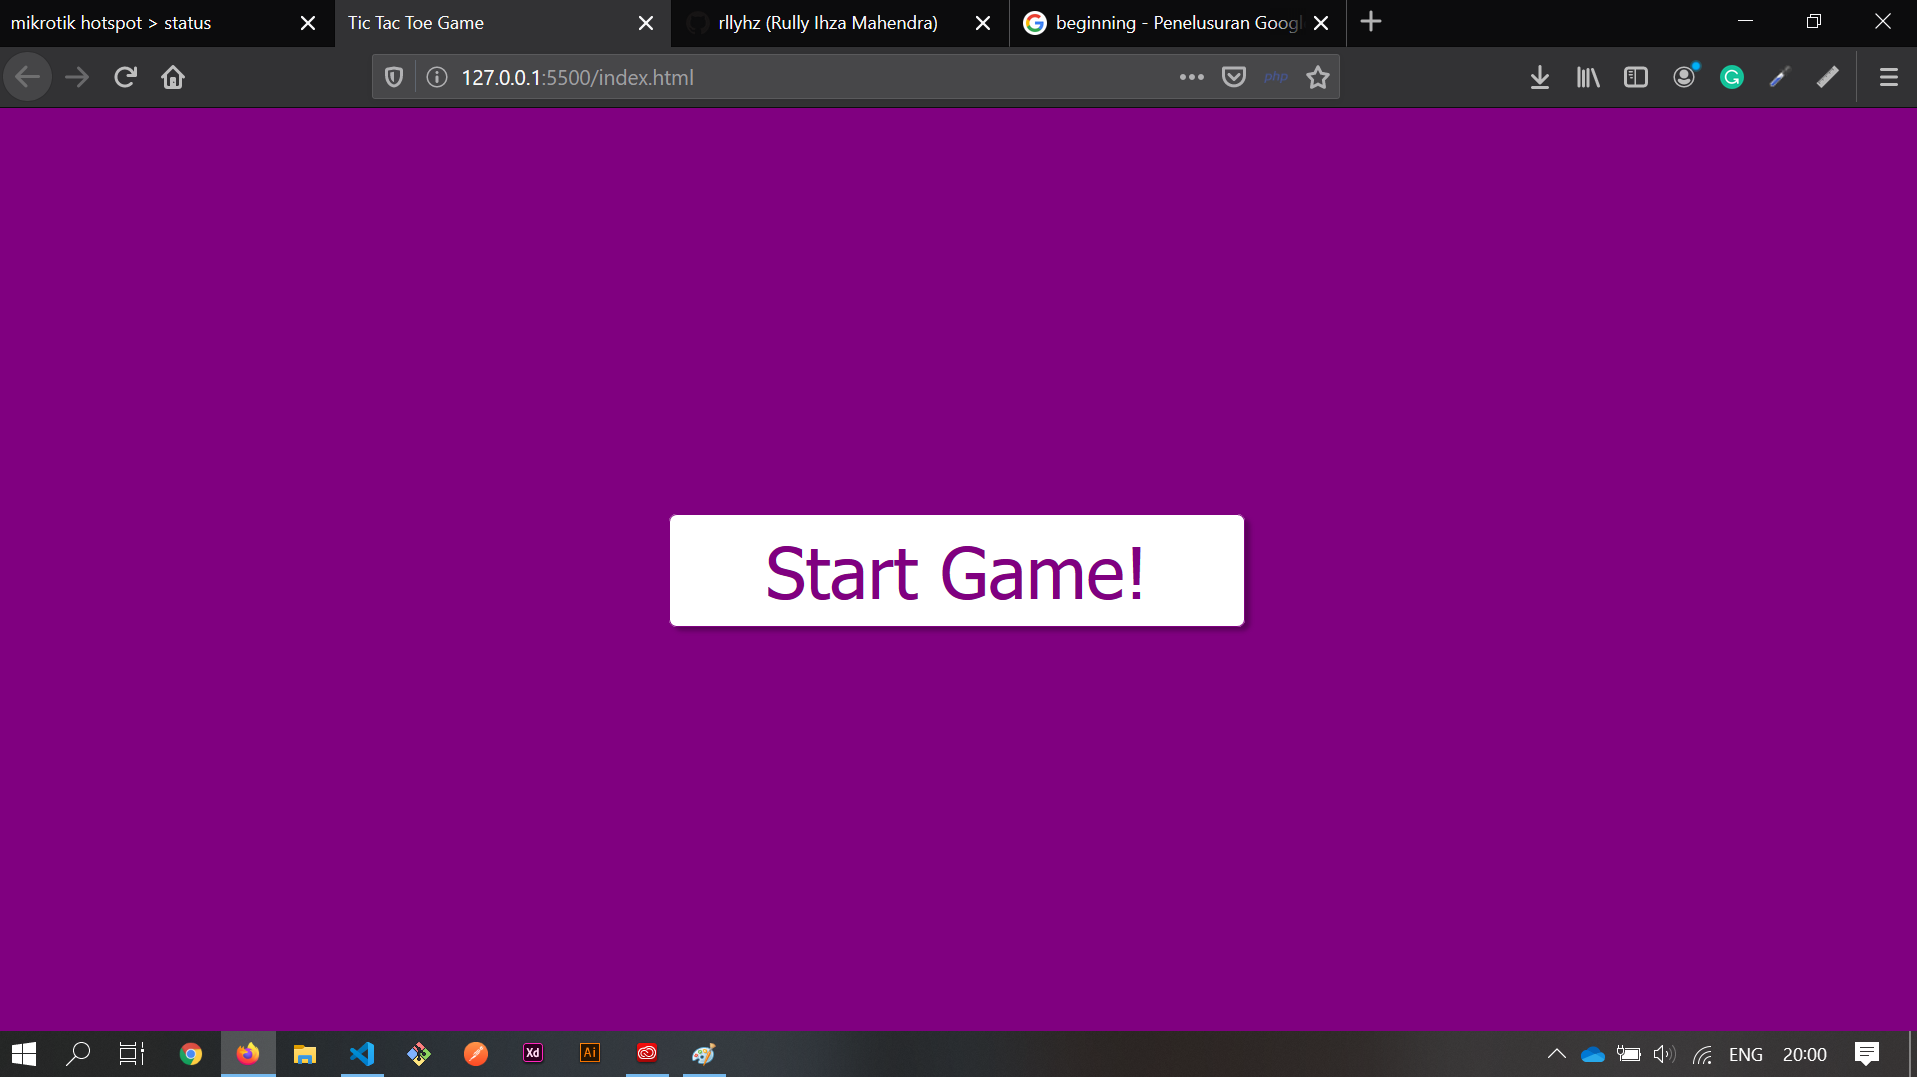 mikrotik hotspot > status
Tic Tac Toe Game
rllyhz (Rully Ihza Mahendra)
beginning - Penelusuran Googl
127.0.0.1:5500/index.html
php
Start Game!
Xd
Ai
ENG
20:00